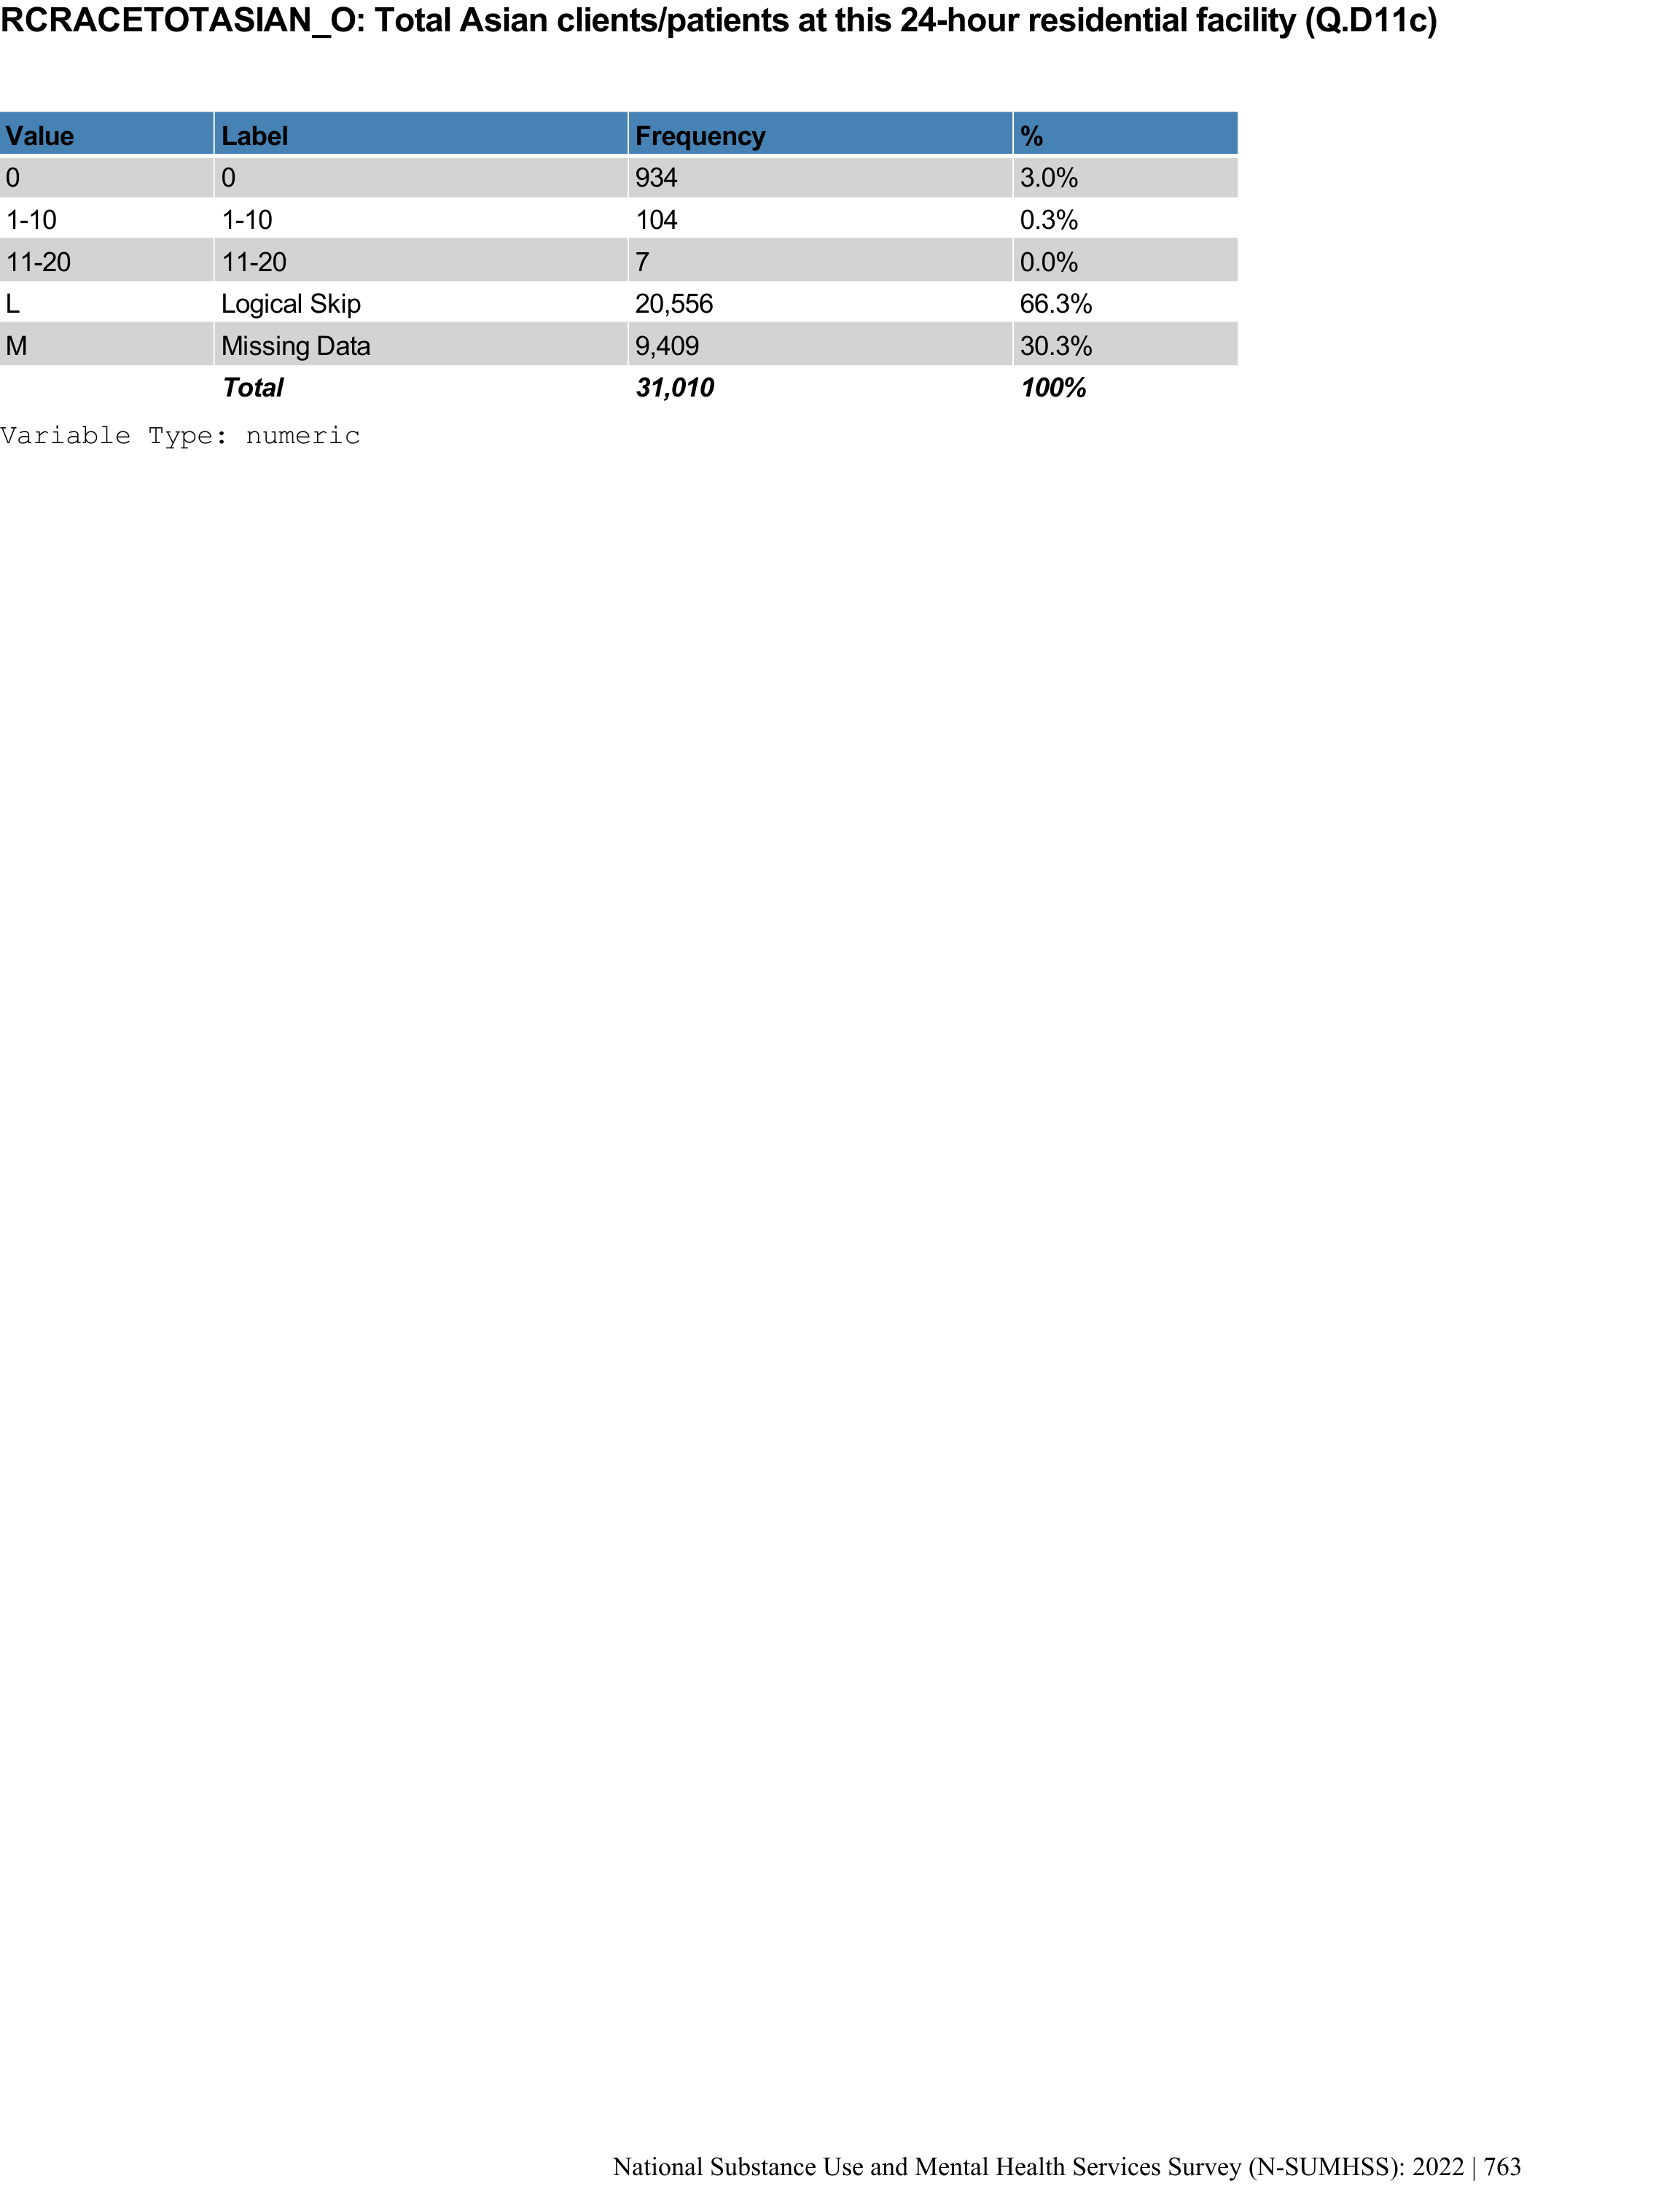 RCRACETOTASIAN_O: Total Asian clients/patients at this 24-hour residential facility (Q.D11c)
Value Label Frequency %
0 0 934 3.0%
1-10 1-10 104 0.3%
11-20 11-20 7 0.0%
L Logical Skip 20,556 66.3%
M Missing Data 9,409 30.3%
Total 31,010 100%
Variable Type: numeric
National Substance Use and Mental Health Services Survey (N-SUMHSS): 2022 | 763